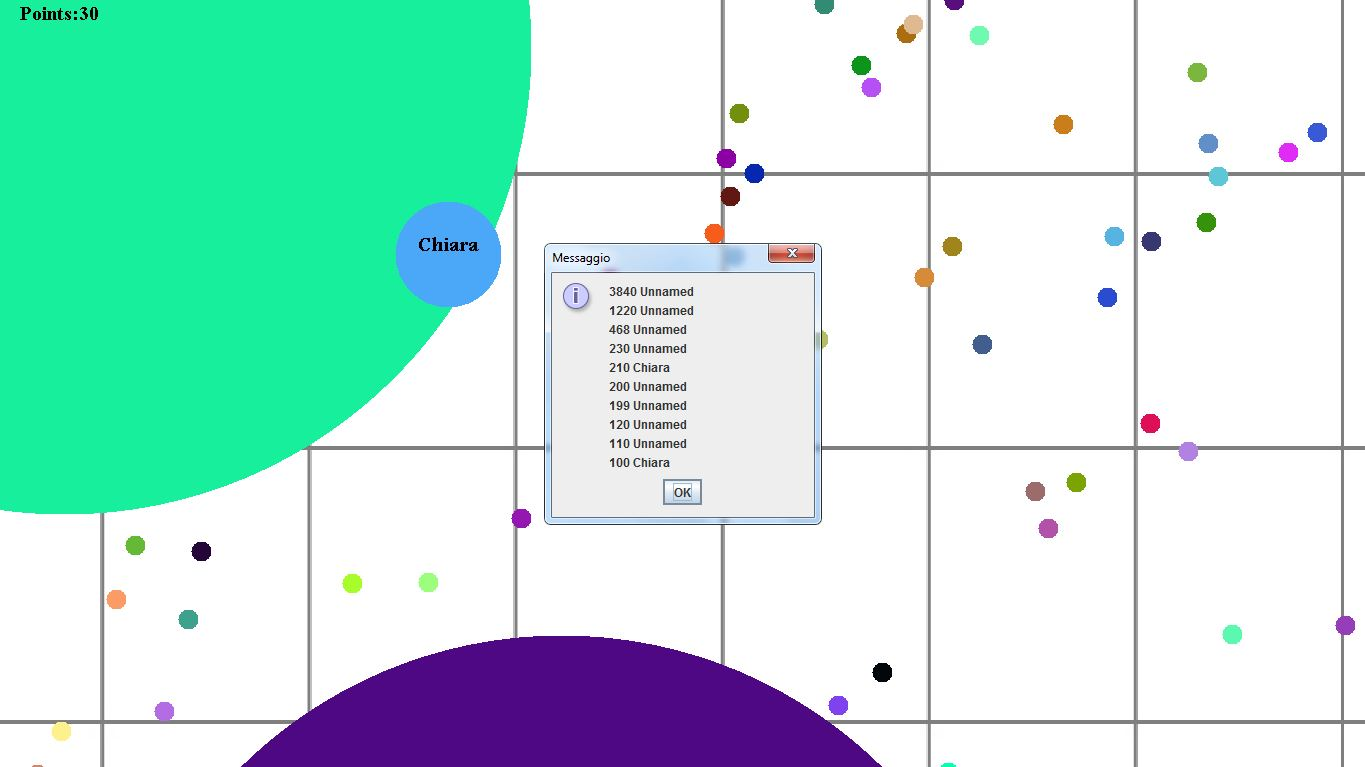 Points:30
Chiara
Messaggio
3840 Unnamed
1220 Unnamed
468 Unnamed
230 Unnamed
210 Chiara
200 Unnamed
199 Unnamed
120 Unnamed
110 Unnamed
100 Chiara
OK